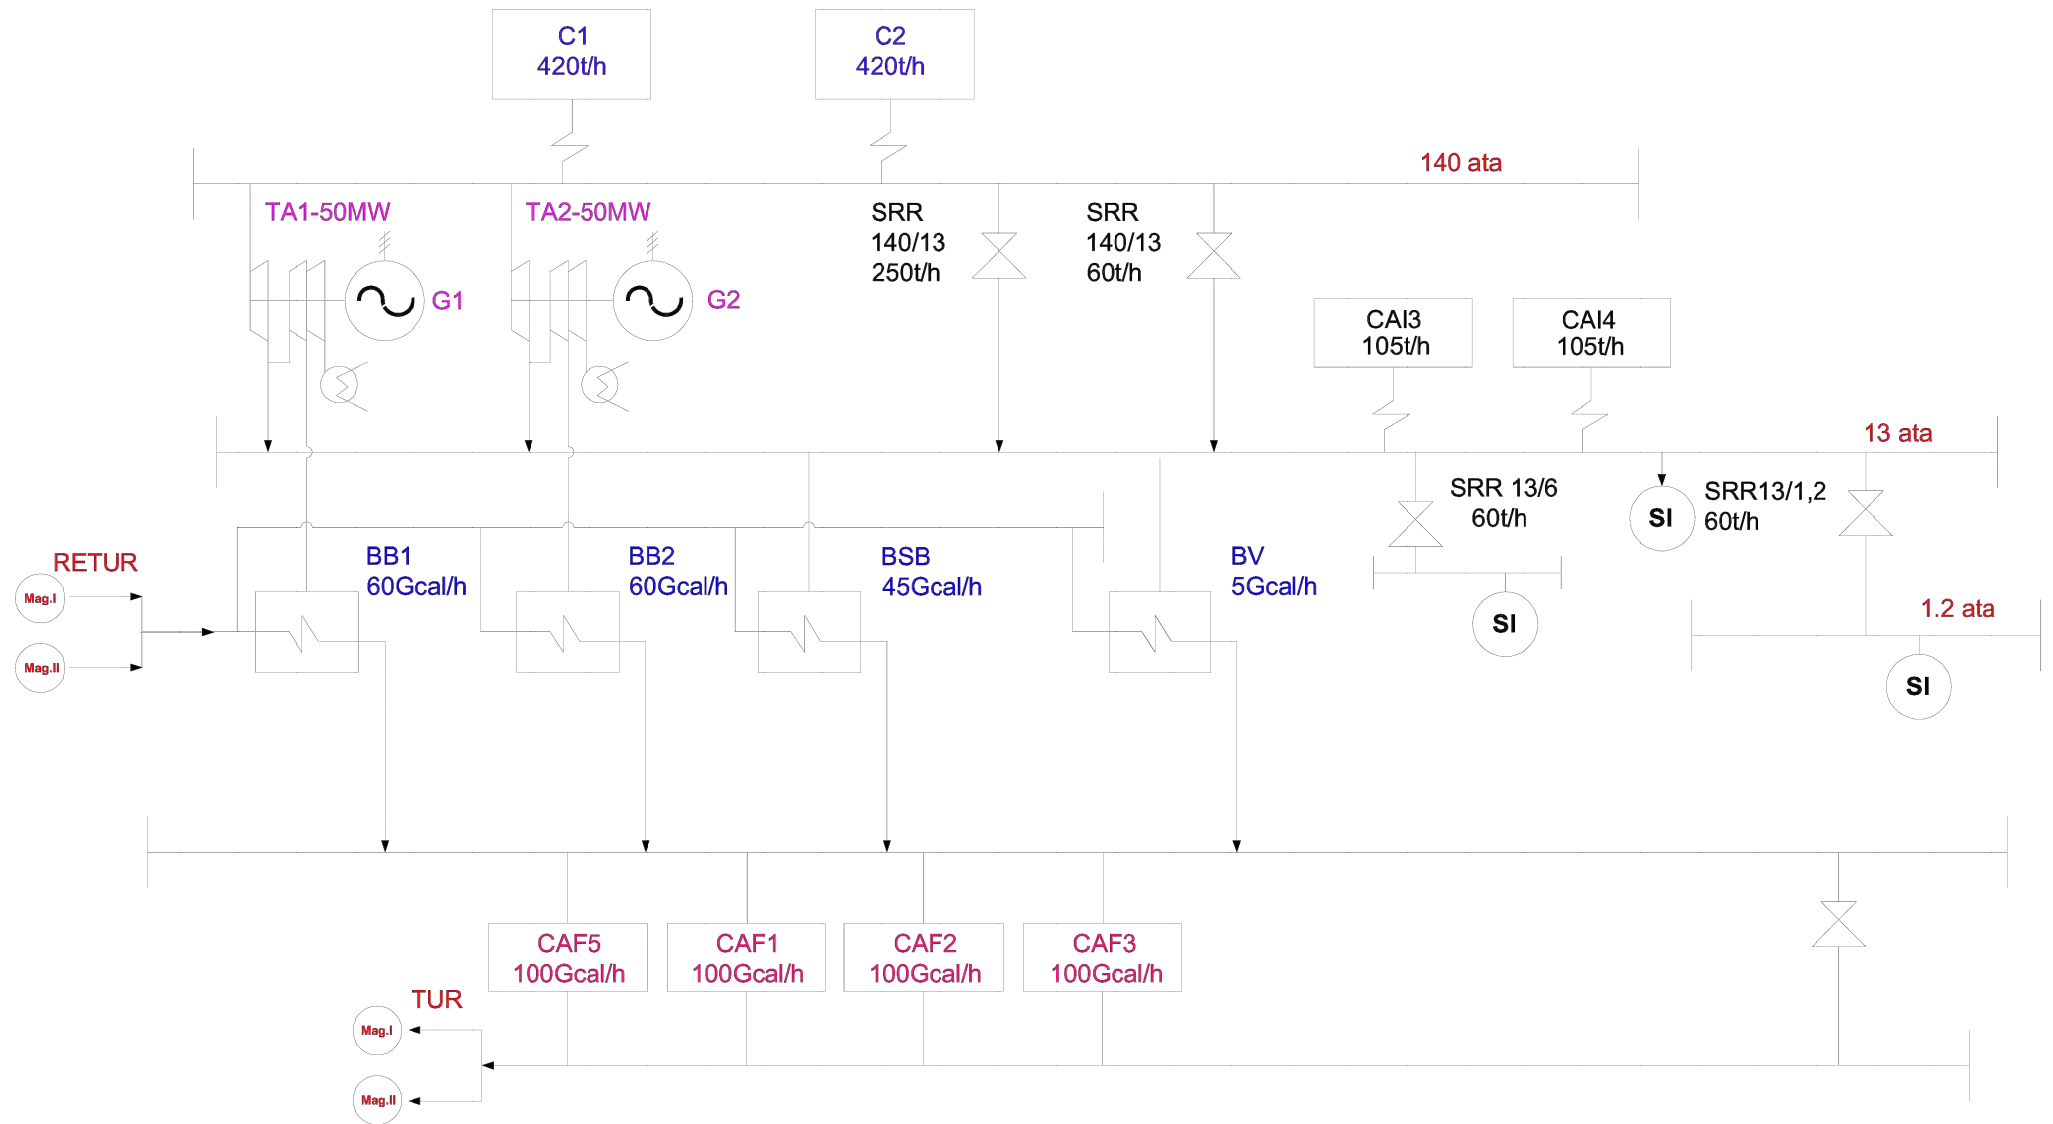 C1
420t/h
C2
420t/h
140 ata
TA1-50MW
TA2-50MW
SRR
140/13
250t/h
SRR
140/13
60t/h
G1
G2
CAI3
105t/h
CAI4
105t/h
13 ata
SRR 13/6
60t/h
SI
SRR13/1,2
60t/h
RETUR
Mag.I
Mag.II
BB1
60Gcal/h
BB2
60Gcal/h
BSB
45Gcal/h
BV
5Gcal/h
SI
1.2 ata
SI
CAF5
100Gcal/h
CAF1
100Gcal/h
CAF2
100Gcal/h
CAF3
100Gcal/h
TUR
Mag.I
Mag.II